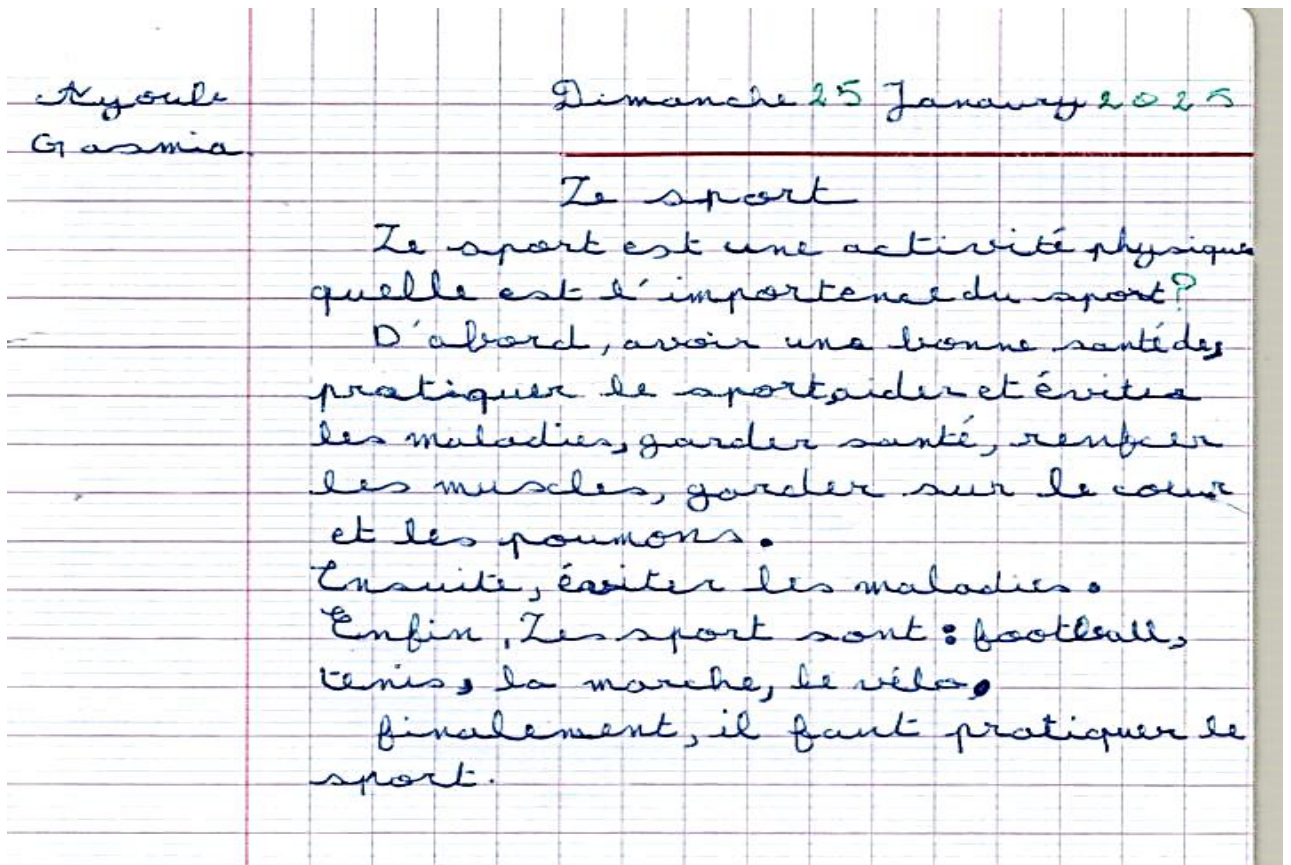 Ayoub Dimanche 25 Janaury 2025
Gasmia
Le sport
Le sport est une activité physique
quelle est l'importence du sport?
D'abord, avoir une bonne santé des
pratiquer le sport, aider et évites
les maladies, garder santé, renfcer
les muscles, garder sur le cœur
et les poumons.
Ensuite, éviter les maladies.
Enfin, Les sport sont : football,
tenis, la marche, le vélo,
finalement, il faut pratiquer le
sport.